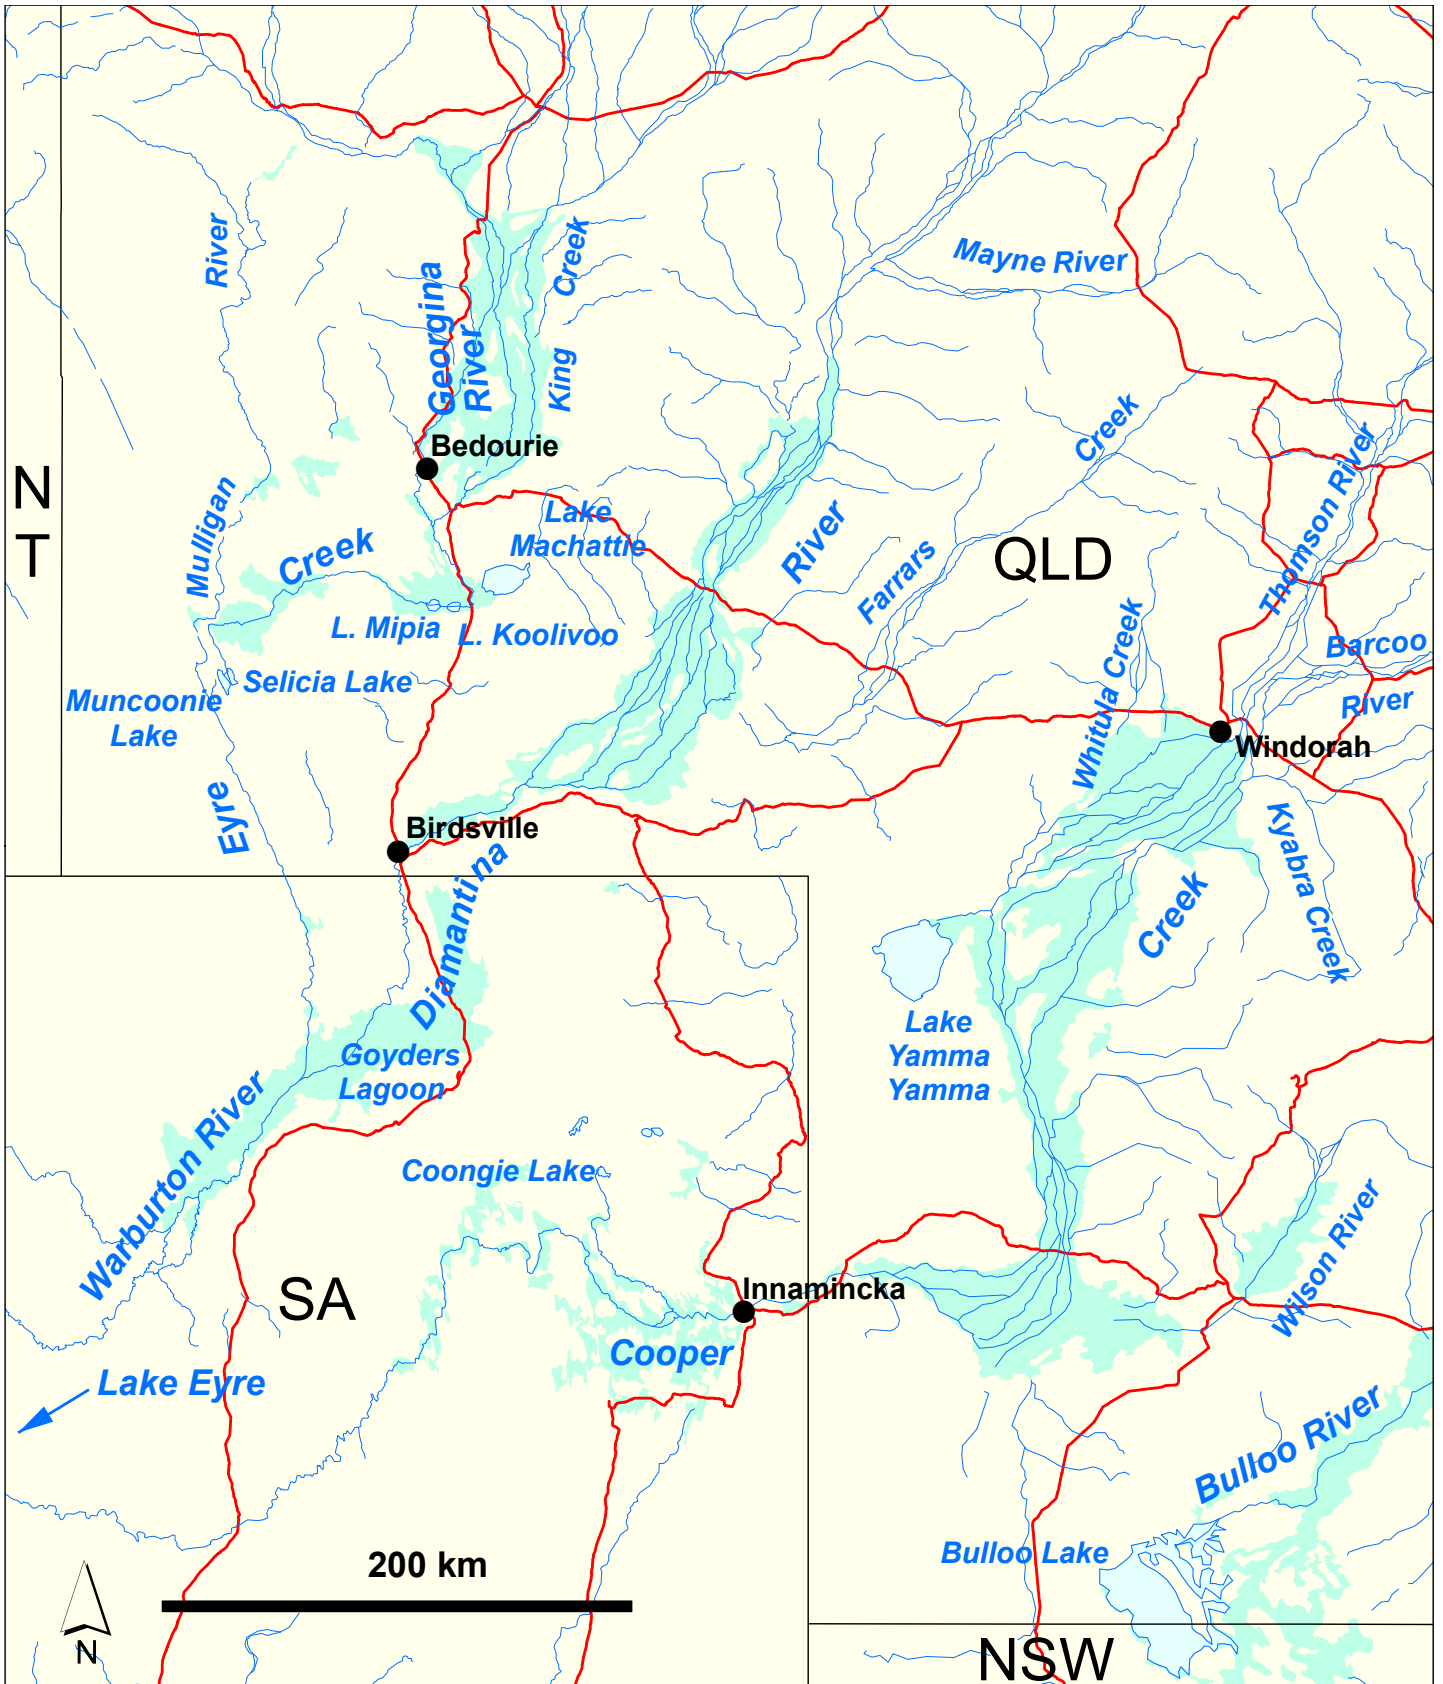 River
Creek
Mayne River
Georgina
River
King
Creek
Bedourie
N
T
Mulligan
Creek
Lake
Machattie
River
Farrars
QLD
Thomson River
L. Mipia
L. Koolivoo
Whitula Creek
Barcoo
River
Selicia Lake
Muncoonie
Lake
Windorah
Eyre
Birdsville
Kyabra Creek
Diamantina
Creek
Goyders
Lagoon
Lake
Yamma
Yamma
Warburton River
Coongie Lake
Wilson River
SA
Innamincka
Cooper
Lake Eyre
Bulloo River
200 km
Bulloo Lake
N
NSW